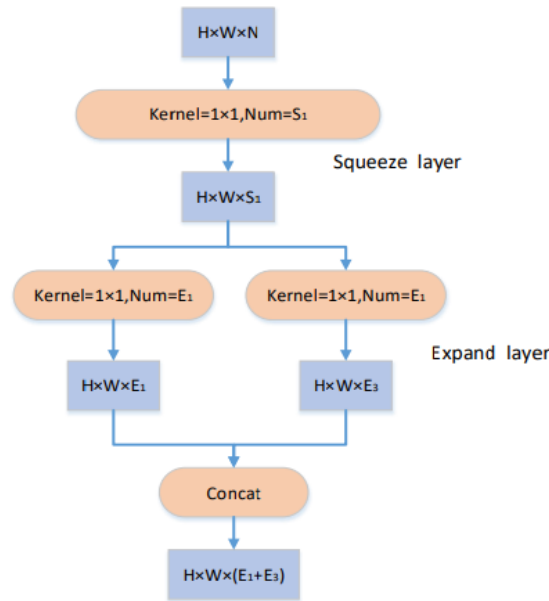 H×W×N
Kernel=1×1,Num=S₁
Squeeze layer
H×W×S₁
Kernel=1×1,Num=E₁
Kernel=1×1,Num=E₁
Expand layer
H×W×E₁
H×W×E₃
Concat
H×W×(E₁+E₃)